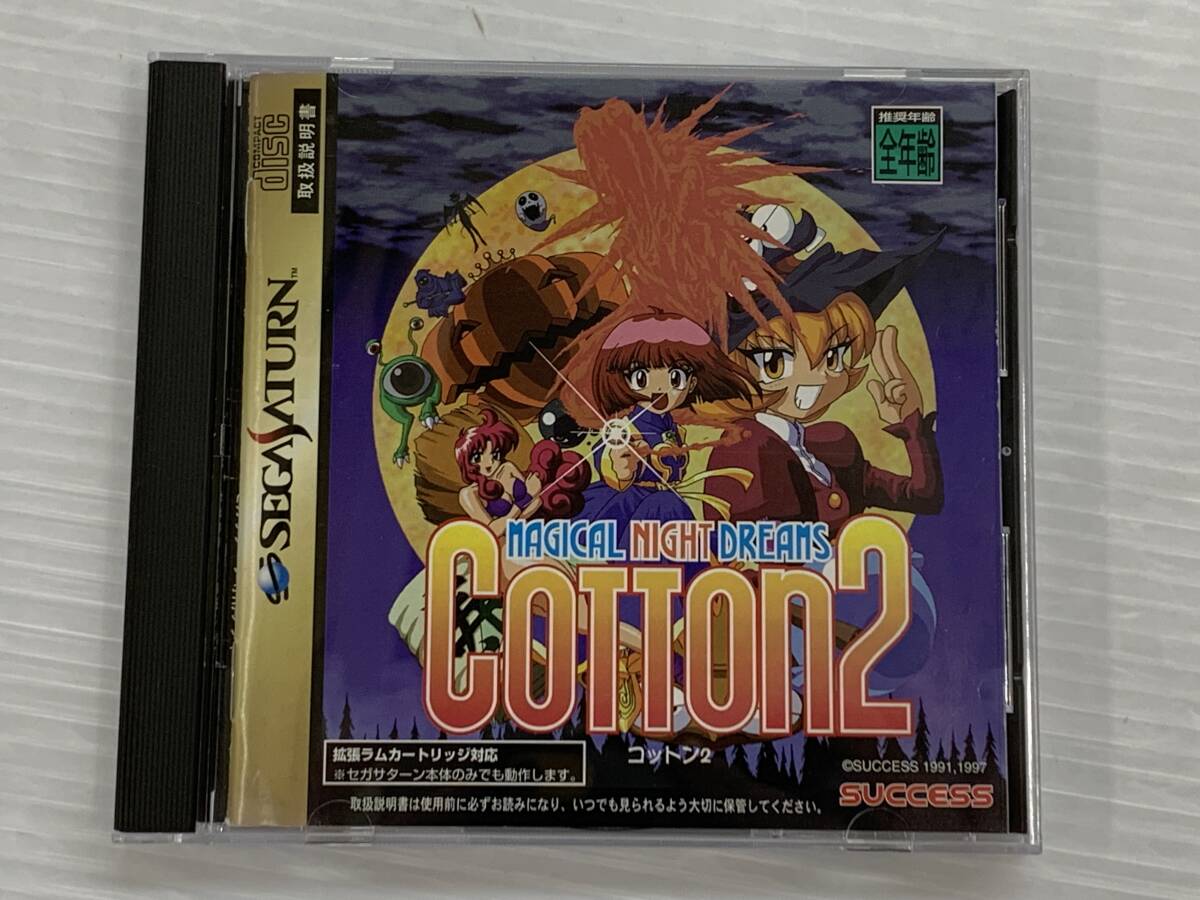 COMPACT
disc
取扱説明書
SEGA SATURN™
推奨年齢
全年齢
MAGICAL NIGHT DREAMS
COTTON2
コットン2
拡張ラムカートリッジ対応
※セガサターン本体のみでも動作します。
©SUCCESS 1991,1997
SUCCESS
取扱説明書は使用前に必ずお読みになり、いつでも見られるよう大切に保管してください。